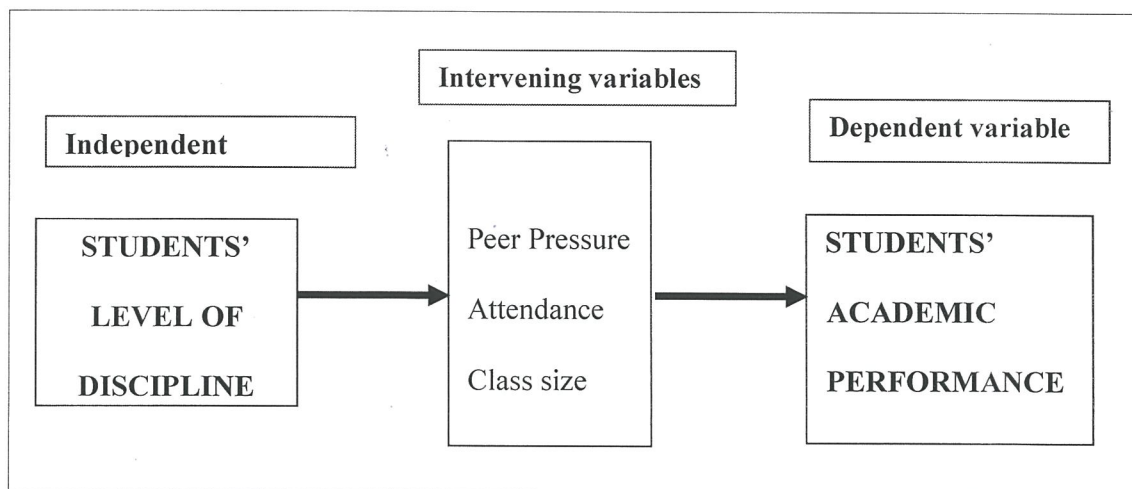 Intervening variables
Independent
Dependent variable
STUDENTS’
LEVEL OF
DISCIPLINE
Peer Pressure
Attendance
Class size
STUDENTS’
ACADEMIC
PERFORMANCE